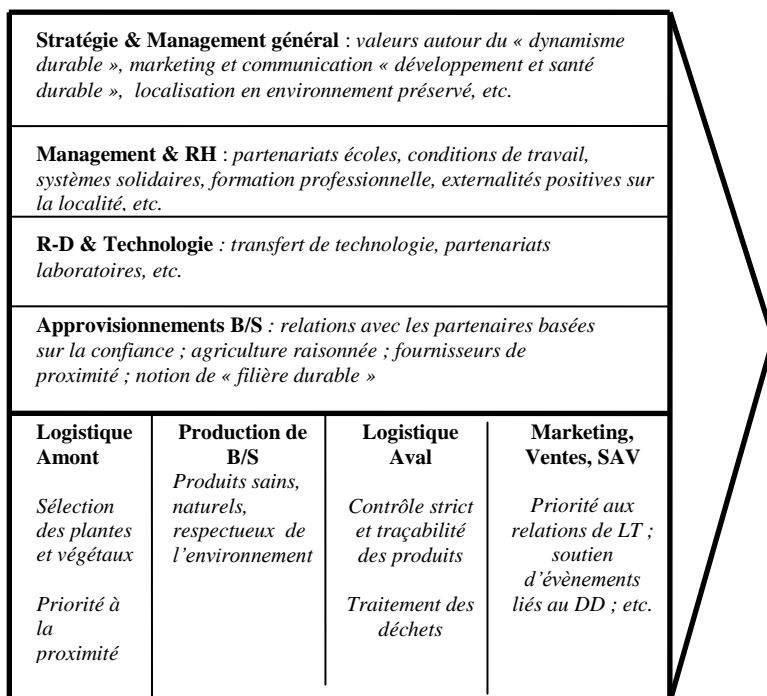 Stratégie & Management général : valeurs autour du « dynamisme
durable », marketing et communication « développement et santé
durable », localisation en environnement préservé, etc.
Management & RH : partenariats écoles, conditions de travail,
systèmes solidaires, formation professionnelle, externalités positives sur
la localité, etc.
R-D & Technologie : transfert de technologie, partenariats
laboratoires, etc.
Approvisionnements B/S : relations avec les partenaires basées
sur la confiance ; agriculture raisonnée ; fournisseurs de
proximité ; notion de « filière durable »
Logistique
Amont
Sélection
des plantes
et végétaux
Priorité à
la
proximité
Production de
B/S
Produits sains,
naturels,
respectueux de
l’environnement
Logistique
Aval
Contrôle strict
et traçabilité
des produits
Traitement des
déchets
Marketing,
Ventes, SAV
Priorité aux
relations de LT ;
soutien
d’évènements
liés au DD ; etc.